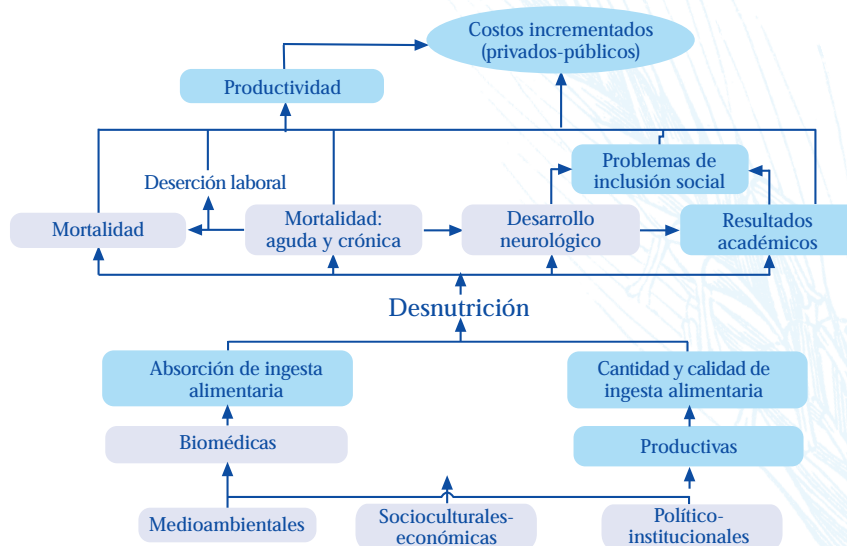 Costos incrementados
(privados-públicos)
Productividad
Problemas de
inclusión social
Deserción laboral
Mortalidad
Mortalidad:
aguda y crónica
Desarrollo
neurológico
Resultados
académicos
Desnutrición
Absorción de ingesta
alimentaria
Cantidad y calidad de
ingesta alimentaria
Biomédicas
Productivas
Medioambientales
Socioculturales-
económicas
Político-
institucionales